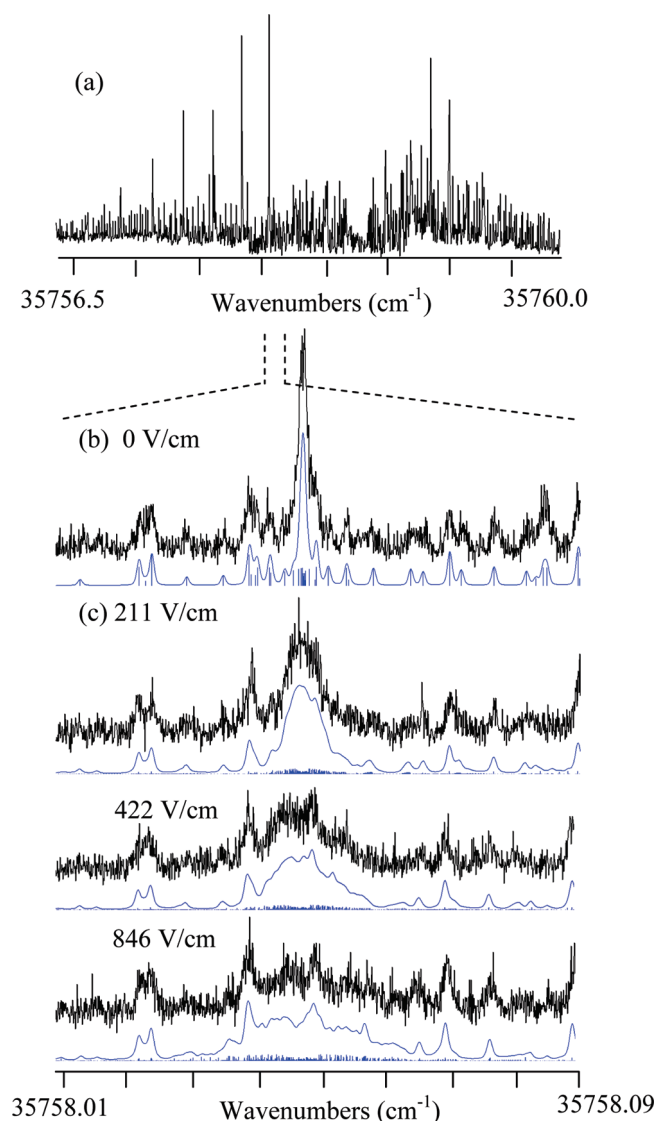 (a)
35756.5 Wavenumbers (cm⁻¹) 35760.0
(b) 0 V/cm
(c) 211 V/cm
422 V/cm
846 V/cm
35758.01 Wavenumbers (cm⁻¹) 35758.09